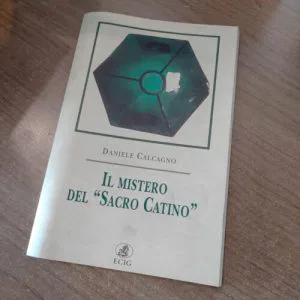 DANIELE CALCAGNO
IL MISTERO
DEL "SACRO CATINO"
ECIG